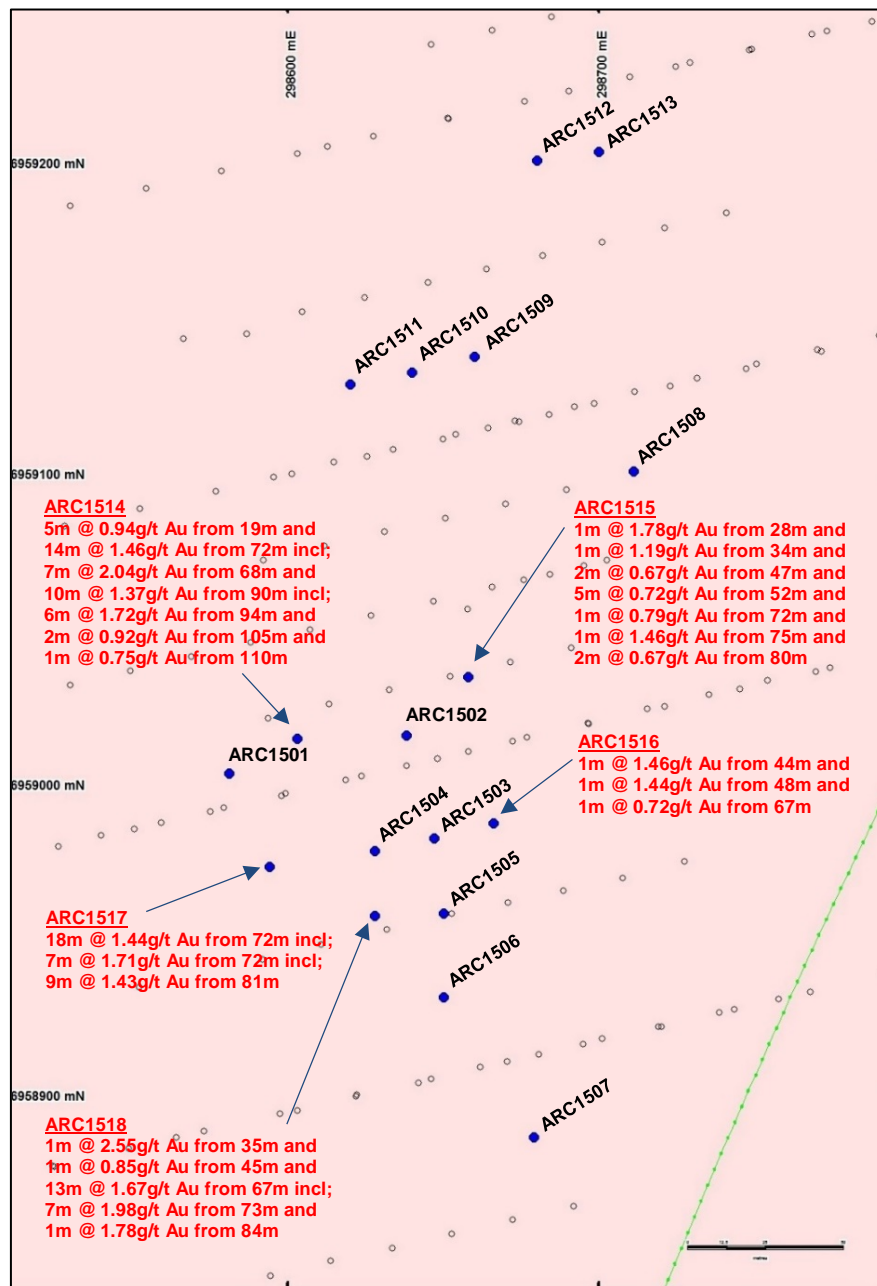 298600 mE
298700 mE
ARC1512
ARC1513
6959200 mN
ARC1511
ARC1510
ARC1509
ARC1508
6959100 mN
ARC1514
5m @ 0.94g/t Au from 19m and
14m @ 1.46g/t Au from 72m incl;
7m @ 2.04g/t Au from 68m and
10m @ 1.37g/t Au from 90m incl;
6m @ 1.72g/t Au from 94m and
2m @ 0.92g/t Au from 105m and
1m @ 0.75g/t Au from 110m
ARC1515
1m @ 1.78g/t Au from 28m and
1m @ 1.19g/t Au from 34m and
2m @ 0.67g/t Au from 47m and
5m @ 0.72g/t Au from 52m and
1m @ 0.79g/t Au from 72m and
1m @ 1.46g/t Au from 75m and
2m @ 0.67g/t Au from 80m
ARC1502
ARC1501
6959000 mN
ARC1516
1m @ 1.46g/t Au from 44m and
1m @ 1.44g/t Au from 48m and
1m @ 0.72g/t Au from 67m
ARC1504
ARC1503
ARC1505
ARC1517
18m @ 1.44g/t Au from 72m incl;
7m @ 1.71g/t Au from 72m incl;
9m @ 1.43g/t Au from 81m
ARC1506
6958900 mN
ARC1507
ARC1518
1m @ 2.55g/t Au from 35m and
1m @ 0.85g/t Au from 45m and
13m @ 1.67g/t Au from 67m incl;
7m @ 1.98g/t Au from 73m and
1m @ 1.78g/t Au from 84m